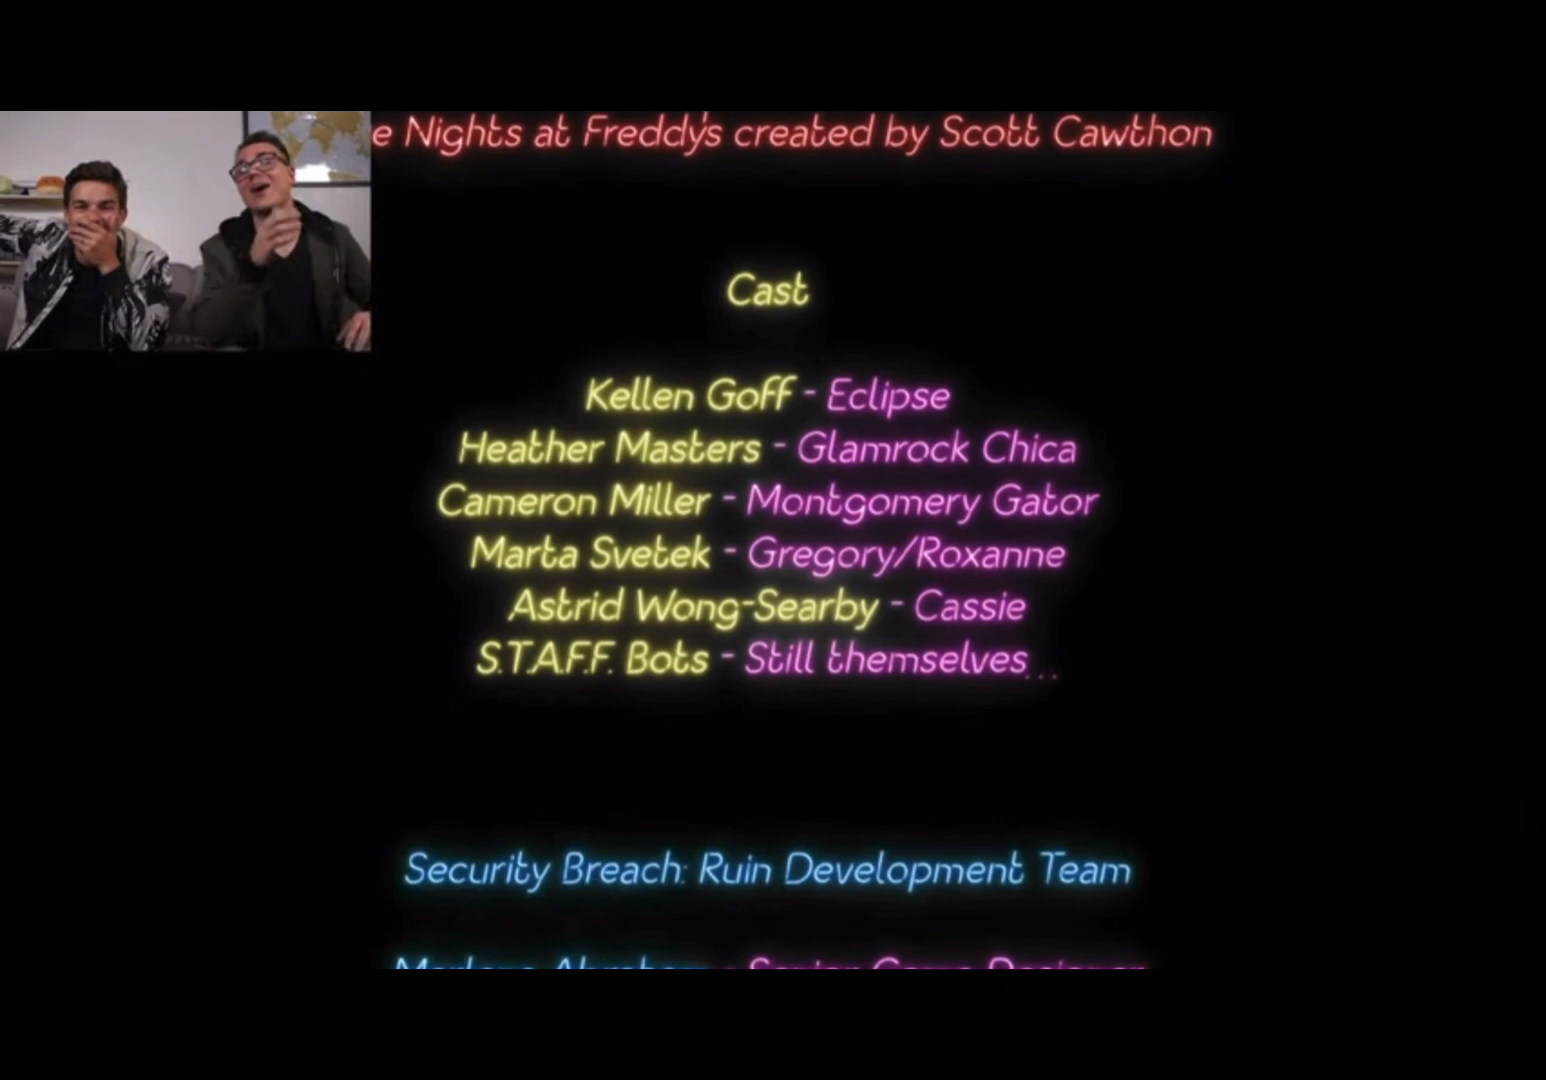 e Nights at Freddy's created by Scott Cawthon
Cast
Kellen Goff - Eclipse
Heather Masters - Glamrock Chica
Cameron Miller - Montgomery Gator
Marta Svetek - Gregory/Roxanne
Astrid Wong-Searby - Cassie
S.T.A.F.F. Bots - Still themselves...
Security Breach: Ruin Development Team